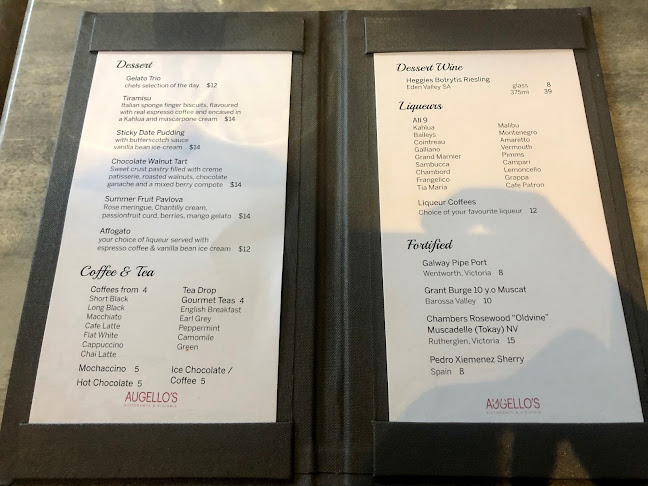 Dessert
Gelato Trio
chefs selection of the day $12
Tiramisu
Italian sponge finger biscuits, flavoured
with real espresso coffee and encased in
a Kahlua and mascarpone cream $14
Sticky Date Pudding
with butterscotch sauce
vanilla bean ice-cream $14
Chocolate Walnut Tart
Sweet crust pastry filled with creme
patisserie, roasted walnuts, chocolate
ganache and a mixed berry compote $14
Summer Fruit Pavlova
Rose meringue, Chantilly cream,
passionfruit curd, berries, mango gelato $14
Affogato
your choice of liqueur served with
espresso coffee & vanilla bean ice cream $12
Coffee & Tea
Coffees from 4
Short Black
Long Black
Macchiato
Cafe Latte
Flat White
Cappuccino
Chai Latte
Mochaccino 5
Hot Chocolate 5
Tea Drop
Gourmet Teas 4
English Breakfast
Earl Grey
Peppermint
Camomile
Green
Ice Chocolate /
Coffee 5
AUGELLO'S
RISTORANTE & PIZZERIA
Dessert Wine
Heggies Botrytis Riesling
Eden Valley SA glass 8
375ml 39
Liqueurs
All 9
Kahlua
Baileys
Cointreau
Galliano
Grand Marnier
Sambucca
Chambord
Frangelico
Tia Maria
Malibu
Montenegro
Amaretto
Vermouth
Pimms
Campari
Lemoncello
Grappa
Cafe Patron
Liqueur Coffees
Choice of your favourite liqueur 12
Fortified
Galway Pipe Port
Wentworth, Victoria 8
Grant Burge 10 y.o Muscat
Barossa Valley 10
Chambers Rosewood "Oldvine"
Muscadelle (Tokay) NV
Rutherglen, Victoria 15
Pedro Ximenez Sherry
Spain 8
AUGELLO'S
RISTORANTE & PIZZERIA